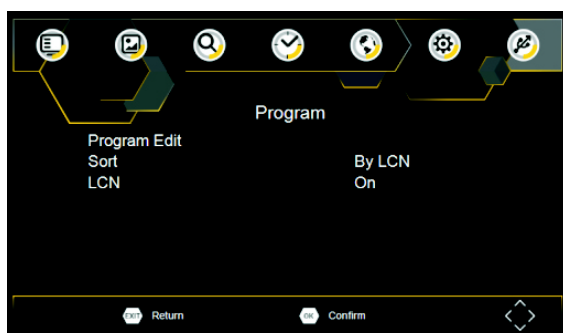 Program
Program Edit
Sort By LCN
LCN On
EXIT Return OK Confirm